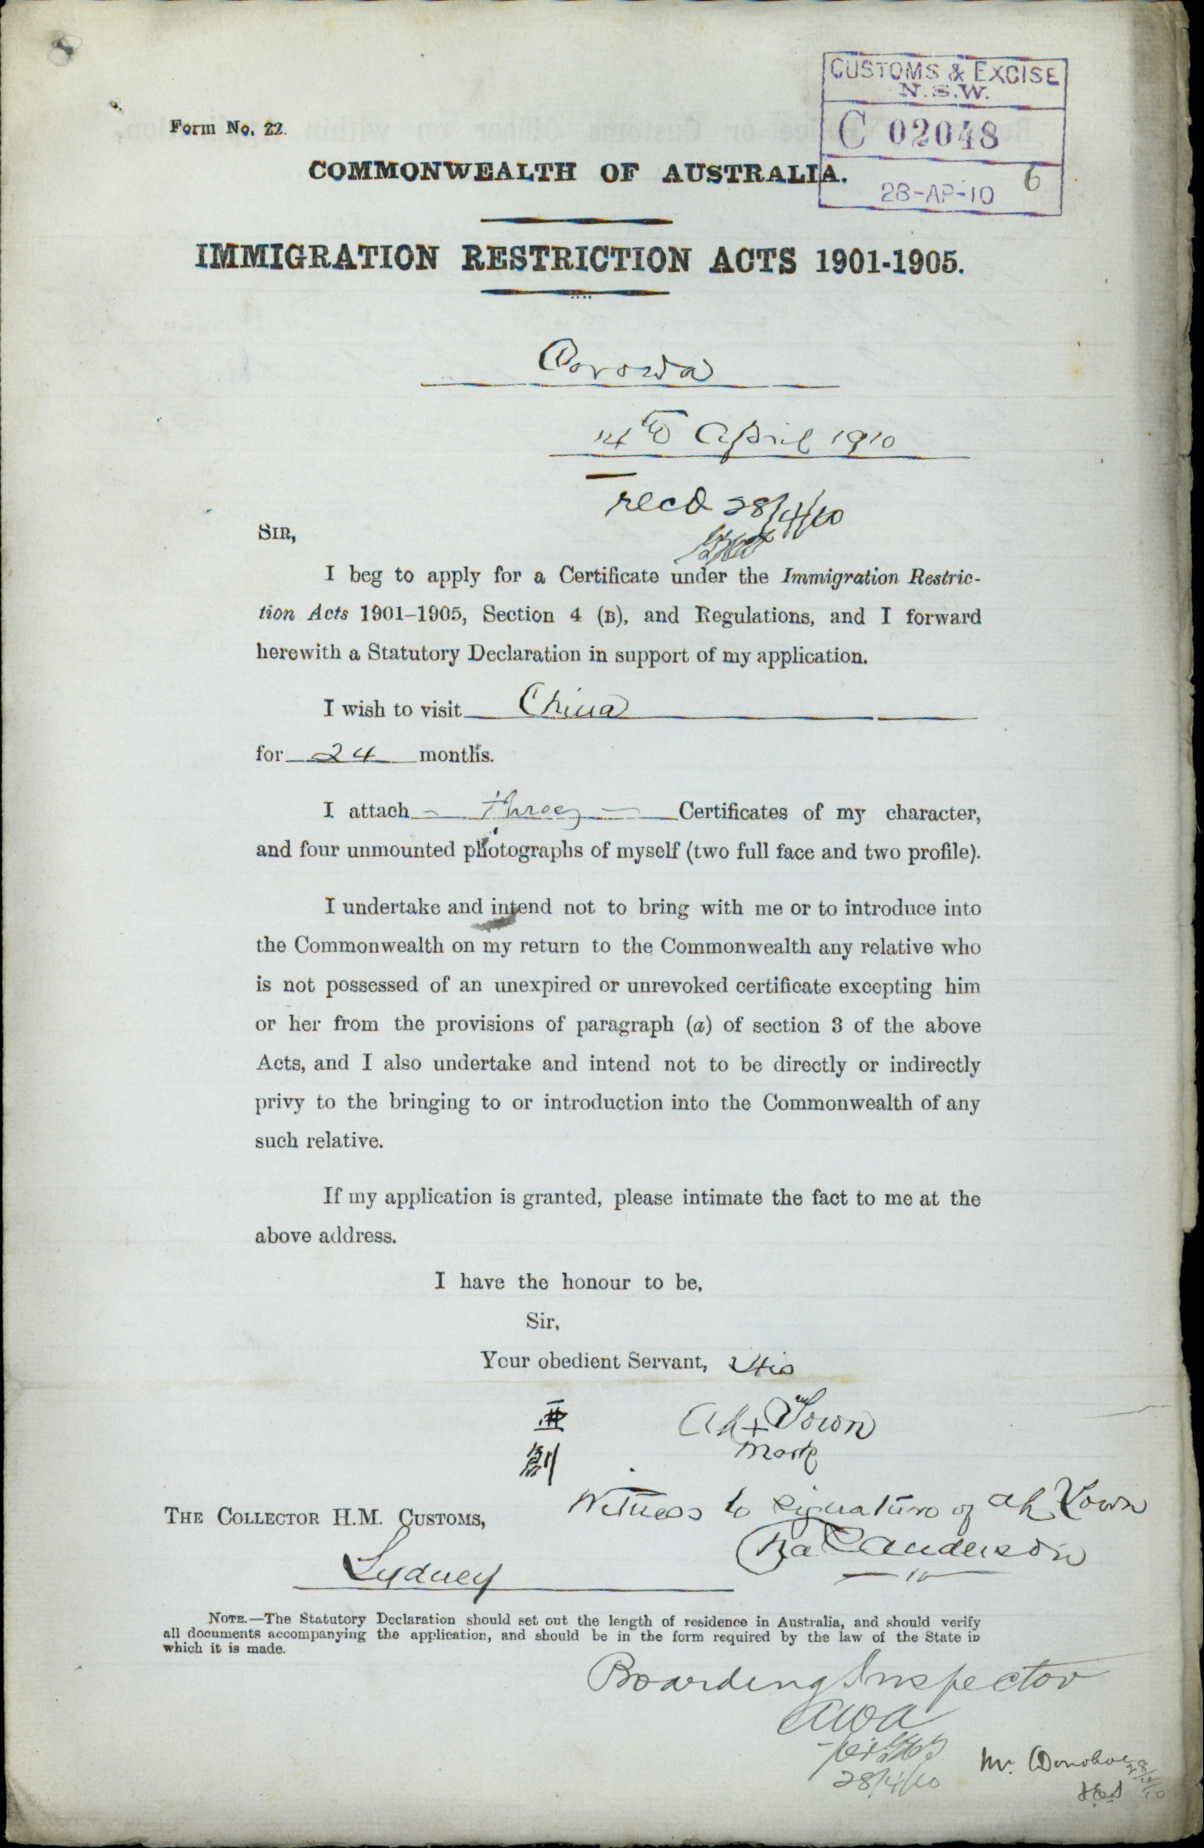 CUSTOMS & EXCISE
N.S.W.
C 02048
28-AP-10 6
Form No. 22.
COMMONWEALTH OF AUSTRALIA.
IMMIGRATION RESTRICTION ACTS 1901-1905.
Corowa
14th April 1910
recd 28/4/10
SIR,
I beg to apply for a Certificate under the Immigration Restric-
tion Acts 1901–1905, Section 4 (B), and Regulations, and I forward
herewith a Statutory Declaration in support of my application.
I wish to visit China
for 24 months.
I attach three Certificates of my character,
and four unmounted photographs of myself (two full face and two profile).
I undertake and intend not to bring with me or to introduce into
the Commonwealth on my return to the Commonwealth any relative who
is not possessed of an unexpired or unrevoked certificate excepting him
or her from the provisions of paragraph (a) of section 3 of the above
Acts, and I also undertake and intend not to be directly or indirectly
privy to the bringing to or introduction into the Commonwealth of any
such relative.
If my application is granted, please intimate the fact to me at the
above address.
I have the honour to be,
Sir,
Your obedient Servant, His
Ah + Yown
mark
Witness to signature of Ah Yown
THE COLLECTOR H.M. CUSTOMS,
Anderson
Sydney
NOTE.—The Statutory Declaration should set out the length of residence in Australia, and should verify
all documents accompanying the application, and should be in the form required by the law of the State in
which it is made.
Boarding Inspector
28/4/10
Mr. Donohoe